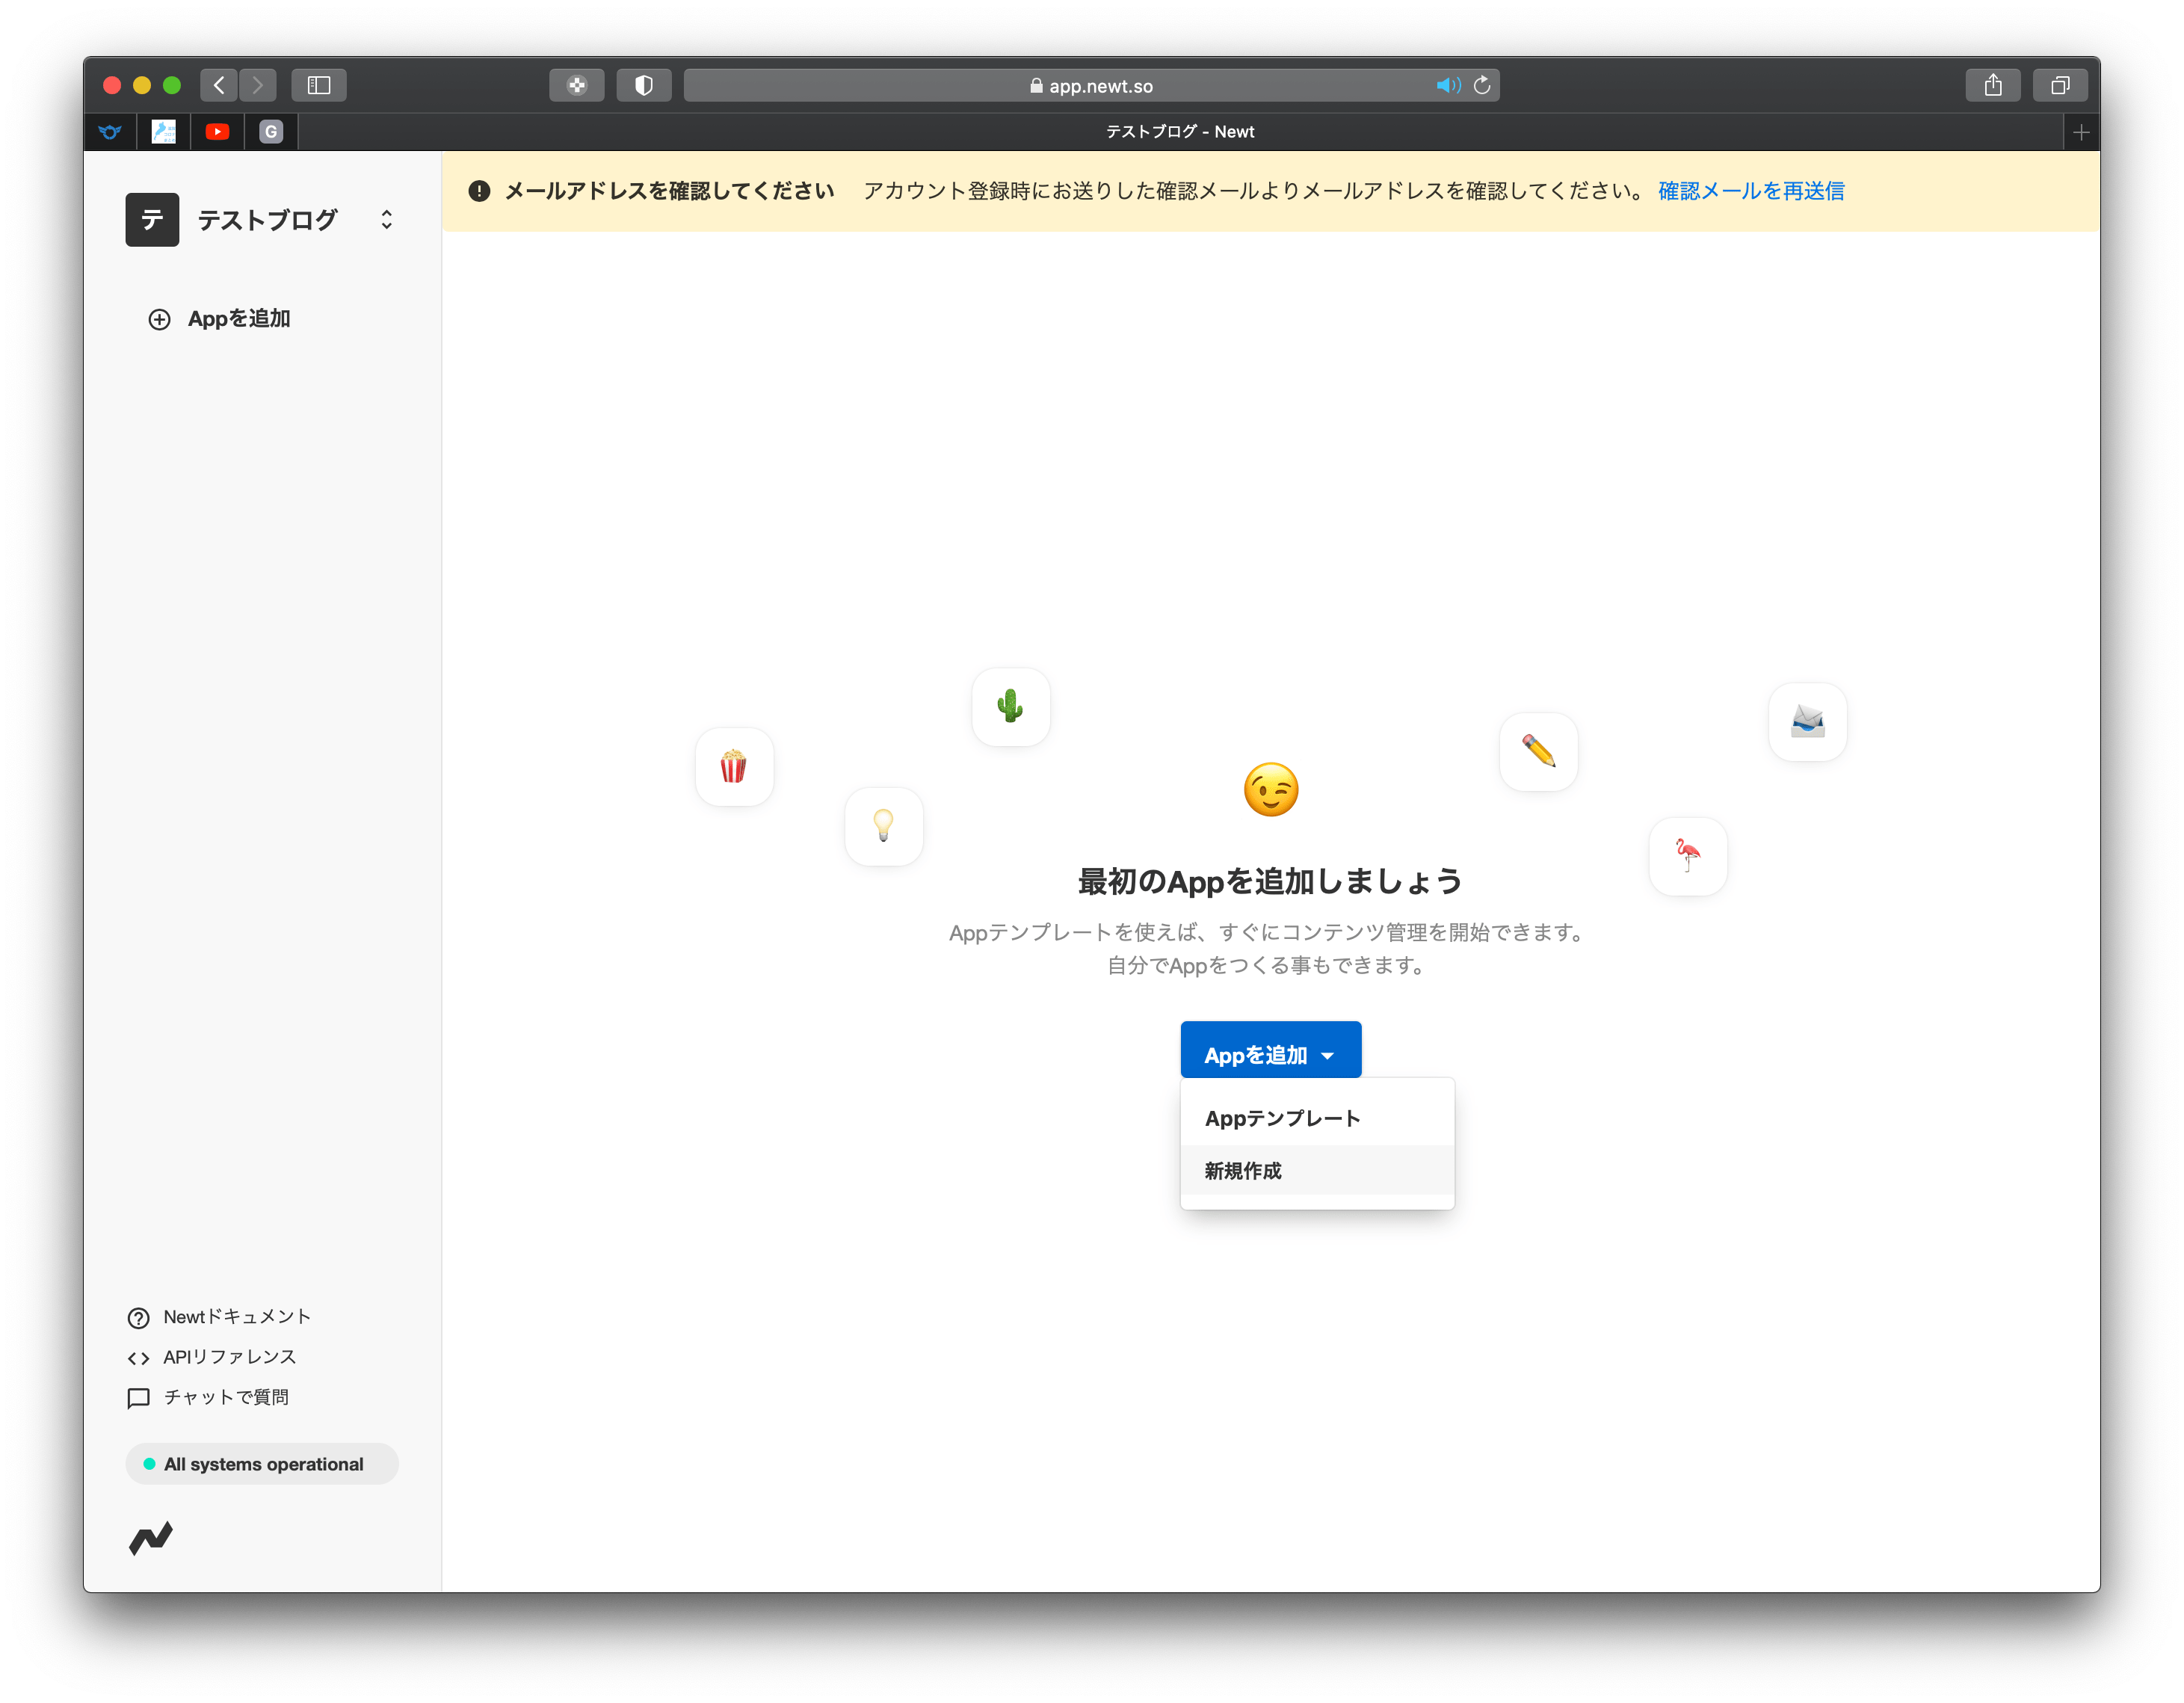 app.newt.so
G
テストブログ - Newt
テ テストブログ
メールアドレスを確認してください アカウント登録時にお送りした確認メールよりメールアドレスを確認してください。 確認メールを再送信
Appを追加
最初のAppを追加しましょう
Appテンプレートを使えば、すぐにコンテンツ管理を開始できます。
自分でAppをつくる事もできます。
Appを追加
Appテンプレート
新規作成
Newtドキュメント
APIリファレンス
チャットで質問
All systems operational